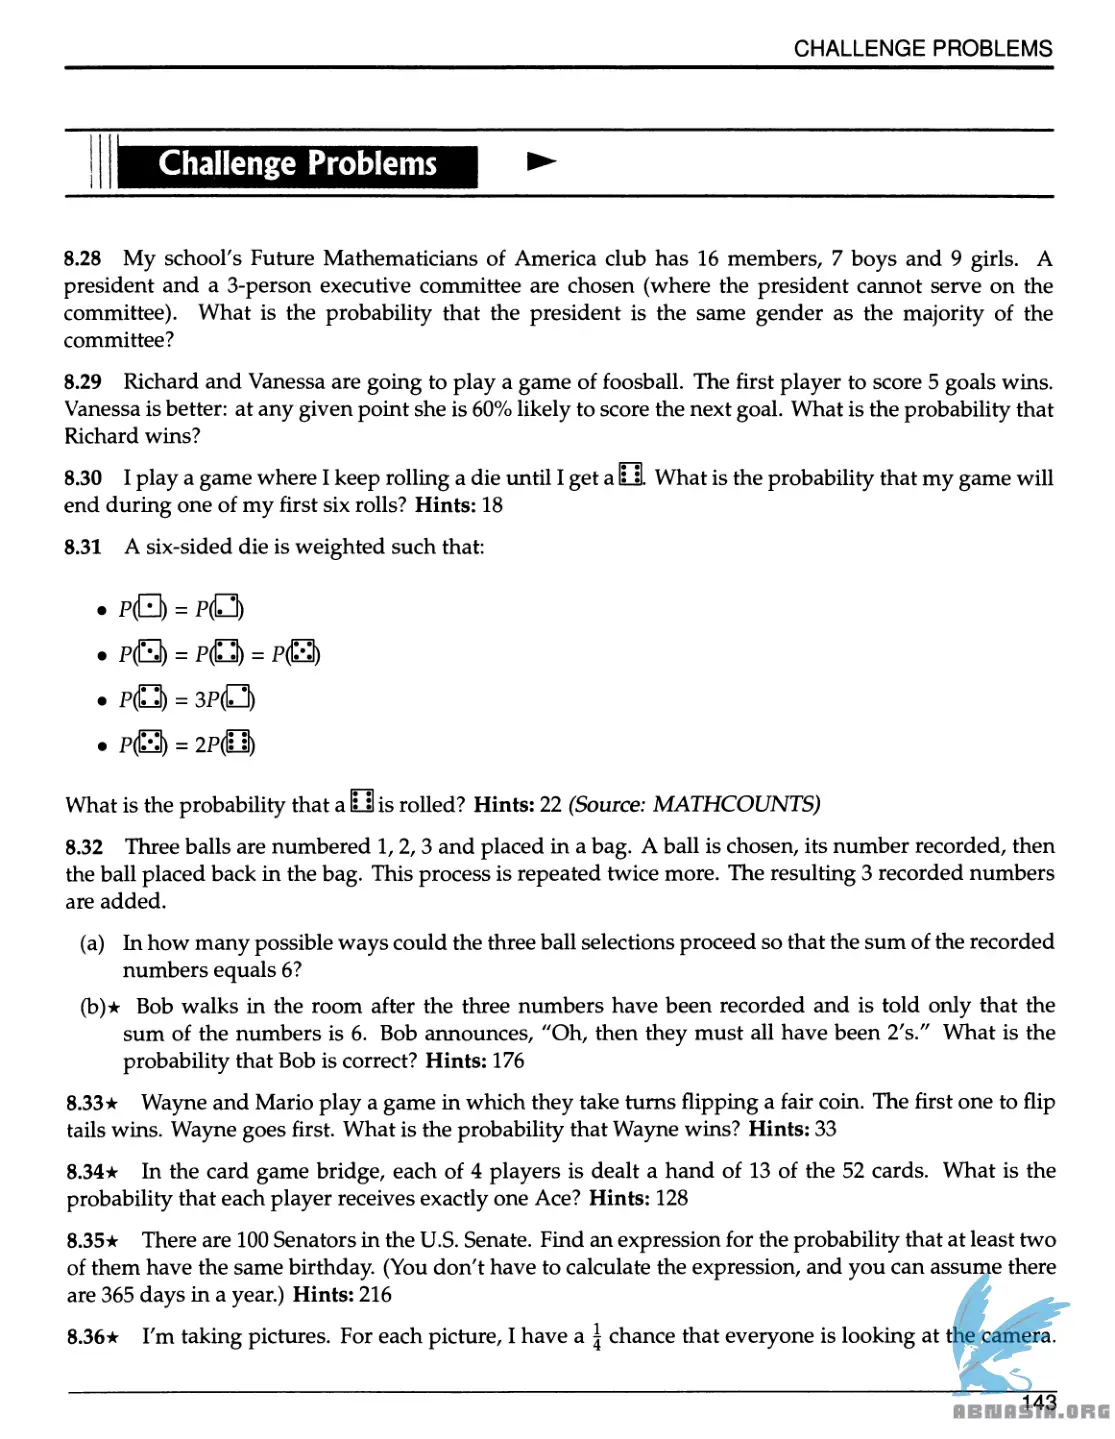 CHALLENGE PROBLEMS
Challenge Problems
8.28 My school's Future Mathematicians of America club has 16 members, 7 boys and 9 girls. A
president and a 3-person executive committee are chosen (where the president cannot serve on the
committee). What is the probability that the president is the same gender as the majority of the
committee?
8.29 Richard and Vanessa are going to play a game of foosball. The first player to score 5 goals wins.
Vanessa is better: at any given point she is 60% likely to score the next goal. What is the probability that
Richard wins?
8.30 I play a game where I keep rolling a die until I get a ⚅. What is the probability that my game will
end during one of my first six rolls? Hints: 18
8.31 A six-sided die is weighted such that:
• P(⚀) = P(⚁)
• P(⚂) = P(⚃) = P(⚄)
• P(⚃) = 3P(⚁)
• P(⚄) = 2P(⚅)
What is the probability that a ⚅ is rolled? Hints: 22 (Source: MATHCOUNTS)
8.32 Three balls are numbered 1, 2, 3 and placed in a bag. A ball is chosen, its number recorded, then
the ball placed back in the bag. This process is repeated twice more. The resulting 3 recorded numbers
are added.
(a) In how many possible ways could the three ball selections proceed so that the sum of the recorded
numbers equals 6?
(b)★ Bob walks in the room after the three numbers have been recorded and is told only that the
sum of the numbers is 6. Bob announces, "Oh, then they must all have been 2's." What is the
probability that Bob is correct? Hints: 176
8.33★ Wayne and Mario play a game in which they take turns flipping a fair coin. The first one to flip
tails wins. Wayne goes first. What is the probability that Wayne wins? Hints: 33
8.34★ In the card game bridge, each of 4 players is dealt a hand of 13 of the 52 cards. What is the
probability that each player receives exactly one Ace? Hints: 128
8.35★ There are 100 Senators in the U.S. Senate. Find an expression for the probability that at least two
of them have the same birthday. (You don't have to calculate the expression, and you can assume there
are 365 days in a year.) Hints: 216
8.36★ I'm taking pictures. For each picture, I have a 1/4 chance that everyone is looking at the camera.
143
ABNASIA.ORG